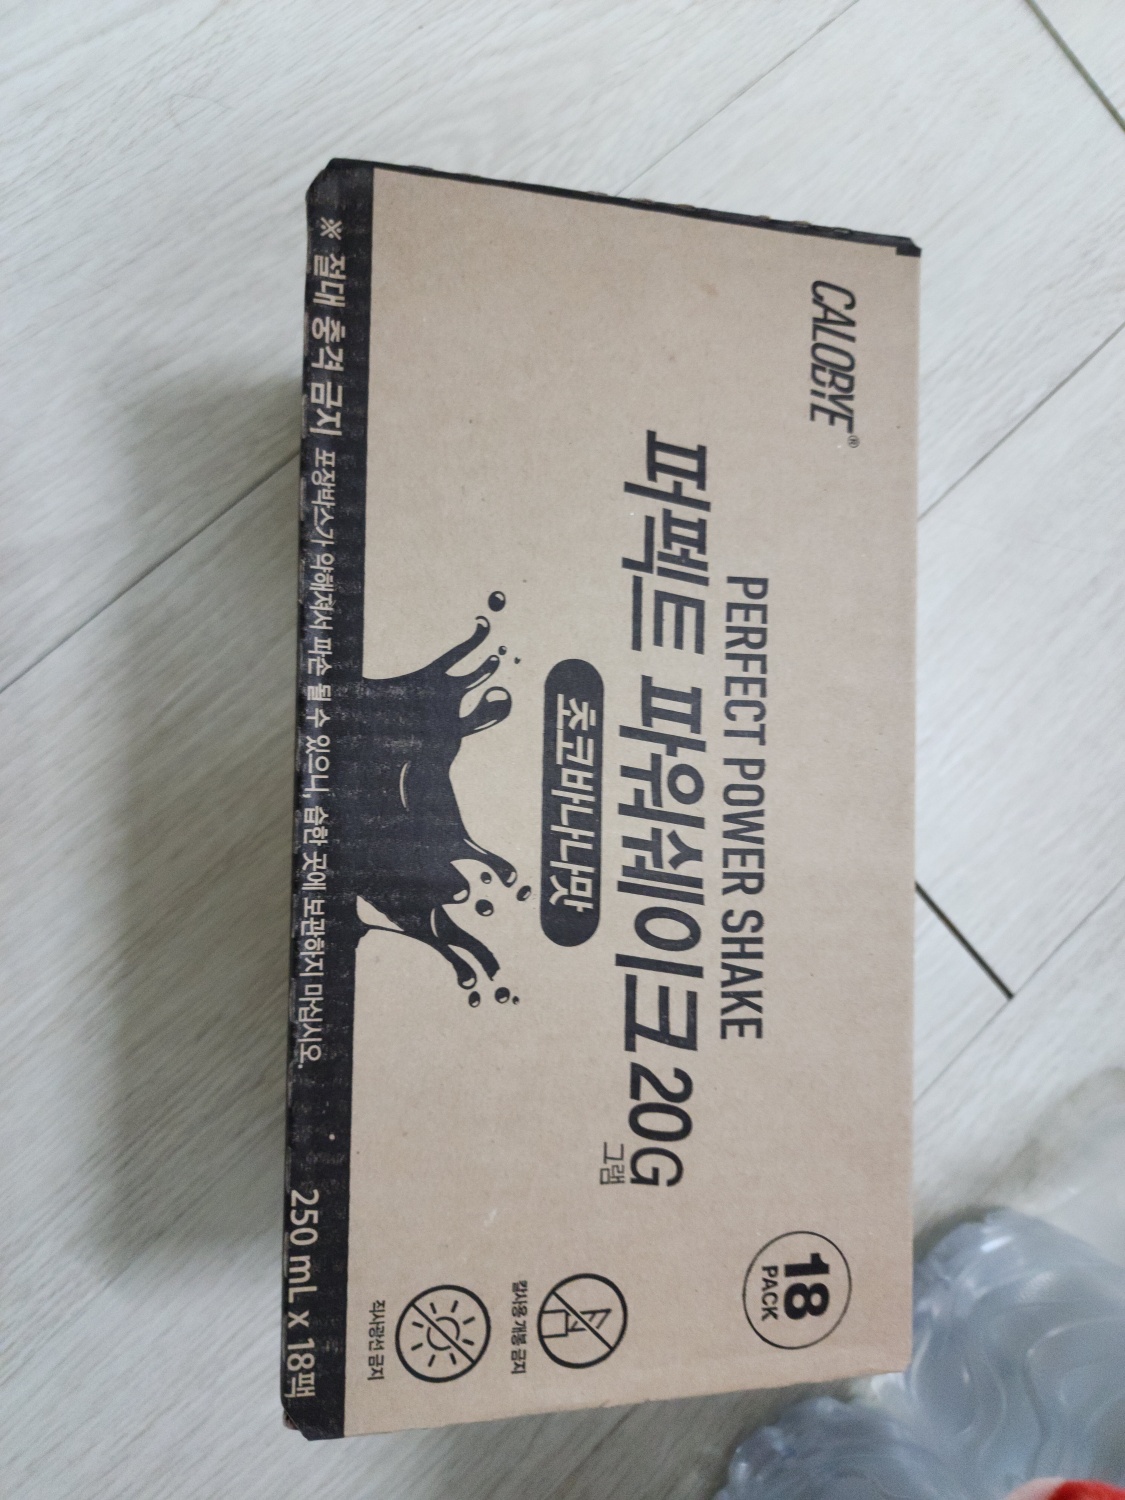 CALOBYE®
18
PACK
PERFECT POWER SHAKE
퍼펙트 파워쉐이크 20G
그램
초코바나나맛
칼사용 개봉 금지
직사광선 금지
※ 절대 충격 금지 포장박스가 약해져서 파손 될 수 있으니, 습한 곳에 보관하지 마십시오. 250 mL x 18팩